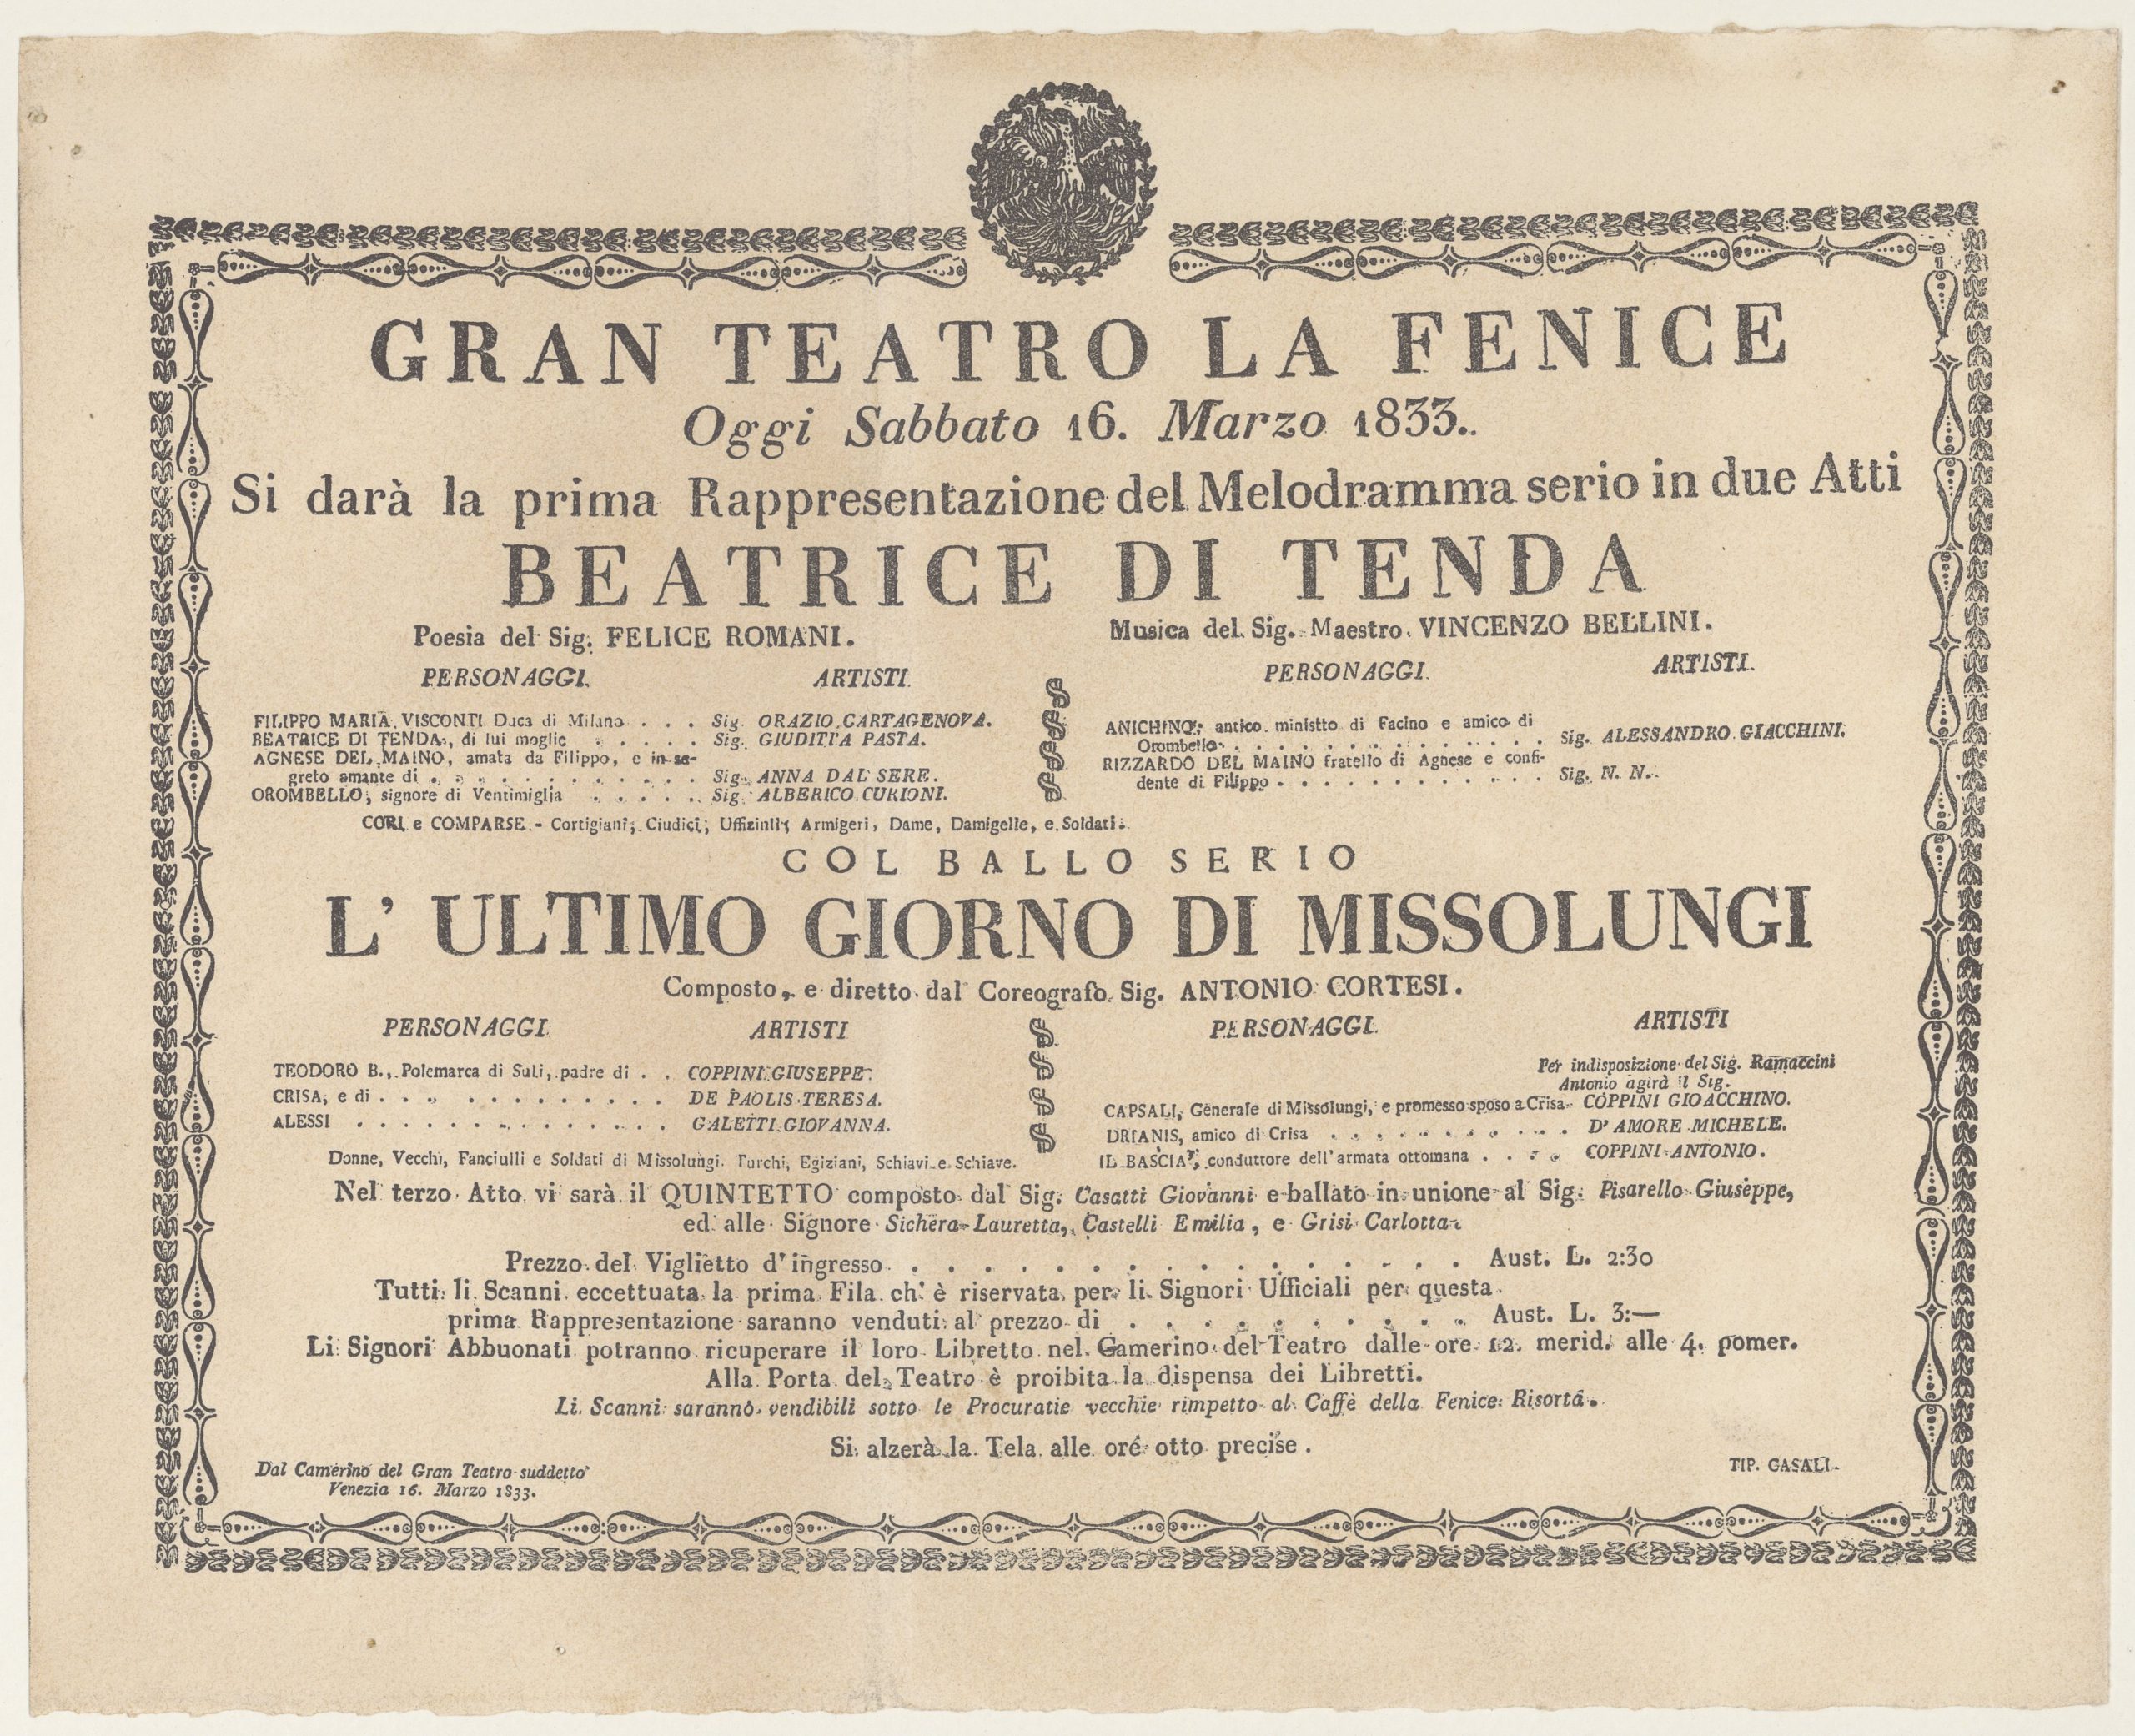 GRAN TEATRO LA FENICE
Oggi Sabbato 16. Marzo 1833.
Si darà la prima Rappresentazione del Melodramma serio in due Atti
BEATRICE DI TENDA
Poesia del Sig. FELICE ROMANI.
Musica del Sig. Maestro VINCENZO BELLINI.
PERSONAGGI. ARTISTI.
FILIPPO MARIA VISCONTI Duca di Milano . . . Sig. ORAZIO CARTAGENOVA.
BEATRICE DI TENDA, di lui moglie . . . . . Sig. GIUDITTA PASTA.
AGNESE DEL MAINO, amata da Filippo, e in se-
greto amante di . . . . . . . . . . . Sig. ANNA DAL SERE.
OROMBELLO, signore di Ventimiglia . . . . . Sig. ALBERICO CURIONI.
PERSONAGGI. ARTISTI.
ANICHINO, antico ministto di Facino e amico di
Orombello . . . . . . . . . . . . . . Sig. ALESSANDRO GIACCHINI.
RIZZARDO DEL MAINO fratello di Agnese e confi-
dente di Filippo . . . . . . . . . . . . Sig. N. N.
CORI e COMPARSE - Cortigiani, Giudici, Uffizinli, Armigeri, Dame, Damigelle, e Soldati.
COL BALLO SERIO
L' ULTIMO GIORNO DI MISSOLUNGI
Composto, e diretto dal Coreografo Sig. ANTONIO CORTESI.
PERSONAGGI ARTISTI
TEODORO B., Polemarca di Suli, padre di . . COPPINI GIUSEPPE.
CRISA, e di . . . . . . . . . . . . DE PAOLIS TERESA.
ALESSI . . . . . . . . . . . . . . GALETTI GIOVANNA.
Donne, Vecchi, Fanciulli e Soldati di Missolungi. Turchi, Egiziani, Schiavi e Schiave.
PERSONAGGI. ARTISTI
Per indisposizione del Sig. Ramaccini
Antonio agirà il Sig.
CAPSALI, Generale di Missolungi, e promesso sposo a Crisa COPPINI GIOACCHINO.
DRIANIS, amico di Crisa . . . . . . . . . . . D' AMORE MICHELE.
IL BASCIA', conduttore dell' armata ottomana . . . . COPPINI ANTONIO.
Nel terzo Atto vi sarà il QUINTETTO composto dal Sig. Casatti Giovanni e ballato in unione al Sig. Pisarello Giuseppe,
ed alle Signore Sichera Lauretta, Castelli Emilia, e Grisi Carlotta
Prezzo del Viglietto d' ingresso . . . . . . . . . . . . . . . Aust. L. 2:30
Tutti li Scanni eccettuata la prima Fila ch' è riservata per li Signori Ufficiali per questa
prima Rappresentazione saranno venduti al prezzo di . . . . . . . . . . Aust. L. 3:—
Li Signori Abbuonati potranno ricuperare il loro Libretto nel Camerino del Teatro dalle ore 12. merid. alle 4. pomer.
Alla Porta del Teatro è proibita la dispensa dei Libretti.
Li Scanni saranno vendibili sotto le Procuratie vecchie rimpetto al Caffè della Fenice Risorta.
Si alzerà la Tela alle ore otto precise.
Dal Camerino del Gran Teatro suddetto
Venezia 16. Marzo 1833.
TIP. CASALI.